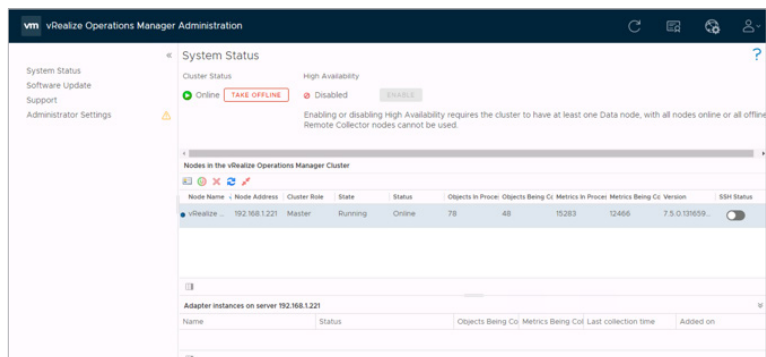 vm vRealize Operations Manager Administration
« System Status
?
System Status
Software Update
Support
Administrator Settings
Cluster Status
High Availability
Online
TAKE OFFLINE
Disabled
ENABLE
Enabling or disabling High Availability requires the cluster to have at least one Data node, with all nodes online or all offline
Remote Collector nodes cannot be used.
Nodes in the vRealize Operations Manager Cluster
Node Name Node Address Cluster Role State Status Objects In Proces Objects Being Co Metrics In Proces Metrics Being Co Version SSH Status
vRealize ... 192.168.1.221 Master Running Online 78 48 15283 12466 7.5.0.131659...
Adapter instances on server 192.168.1.221
Name Status Objects Being Co Metrics Being Col Last collection time Added on